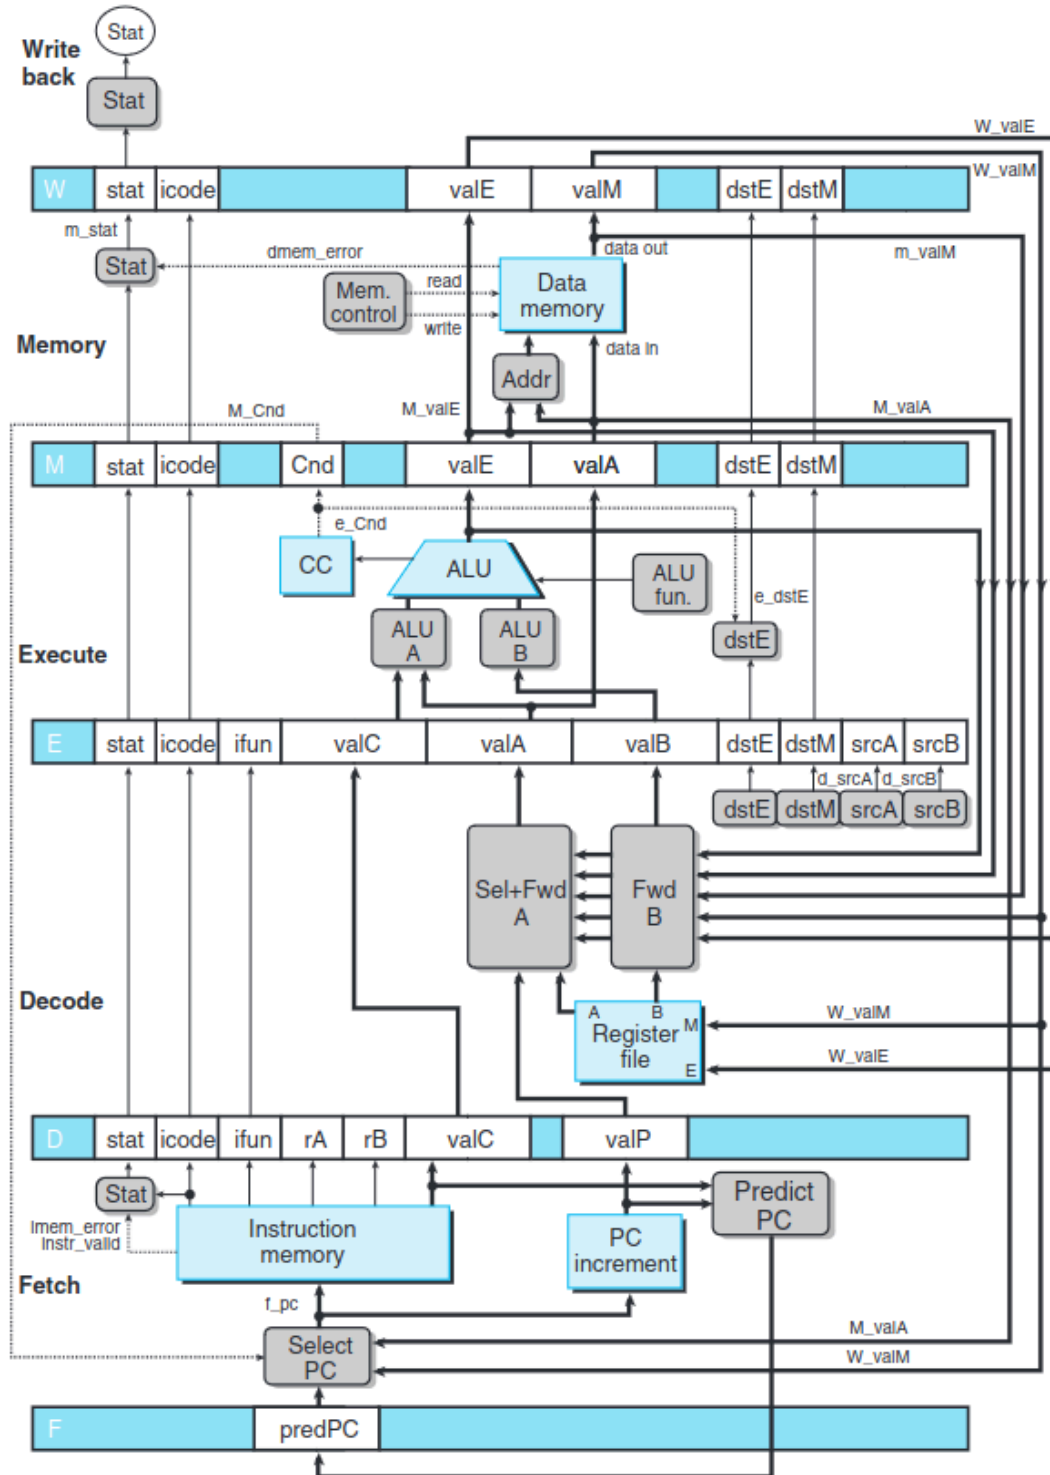 Stat
Write
back
Stat
W_valE
W_valM
W stat icode valE valM dstE dstM
m_stat
Stat
dmem_error
data out
m_valM
Mem.
control
read
write
Data
memory
Memory
data in
Addr
M_Cnd
M_valE
M_valA
M stat icode Cnd valE valA dstE dstM
e_Cnd
CC
ALU
ALU
fun.
e_dstE
ALU
A
ALU
B
dstE
Execute
E stat icode ifun valC valA valB dstE dstM srcA srcB
d_srcA d_srcB
dstE dstM srcA srcB
Sel+Fwd
A
Fwd
B
Decode
A B
Register
file
M
E
W_valM
W_valE
D stat icode ifun rA rB valC valP
Stat
Imem_error
Instr_valid
Instruction
memory
PC
increment
Predict
PC
Fetch
f_pc
Select
PC
M_valA
W_valM
F predPC